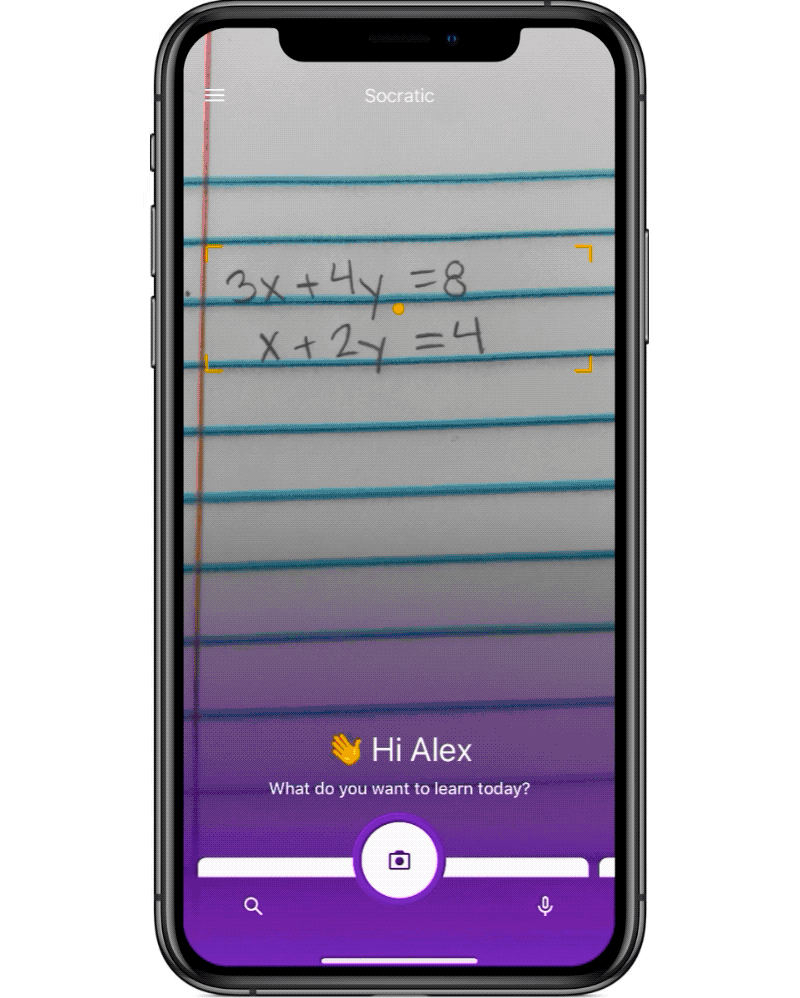 Socratic
3x + 4y = 8
x + 2y = 4
👋 Hi Alex
What do you want to learn today?